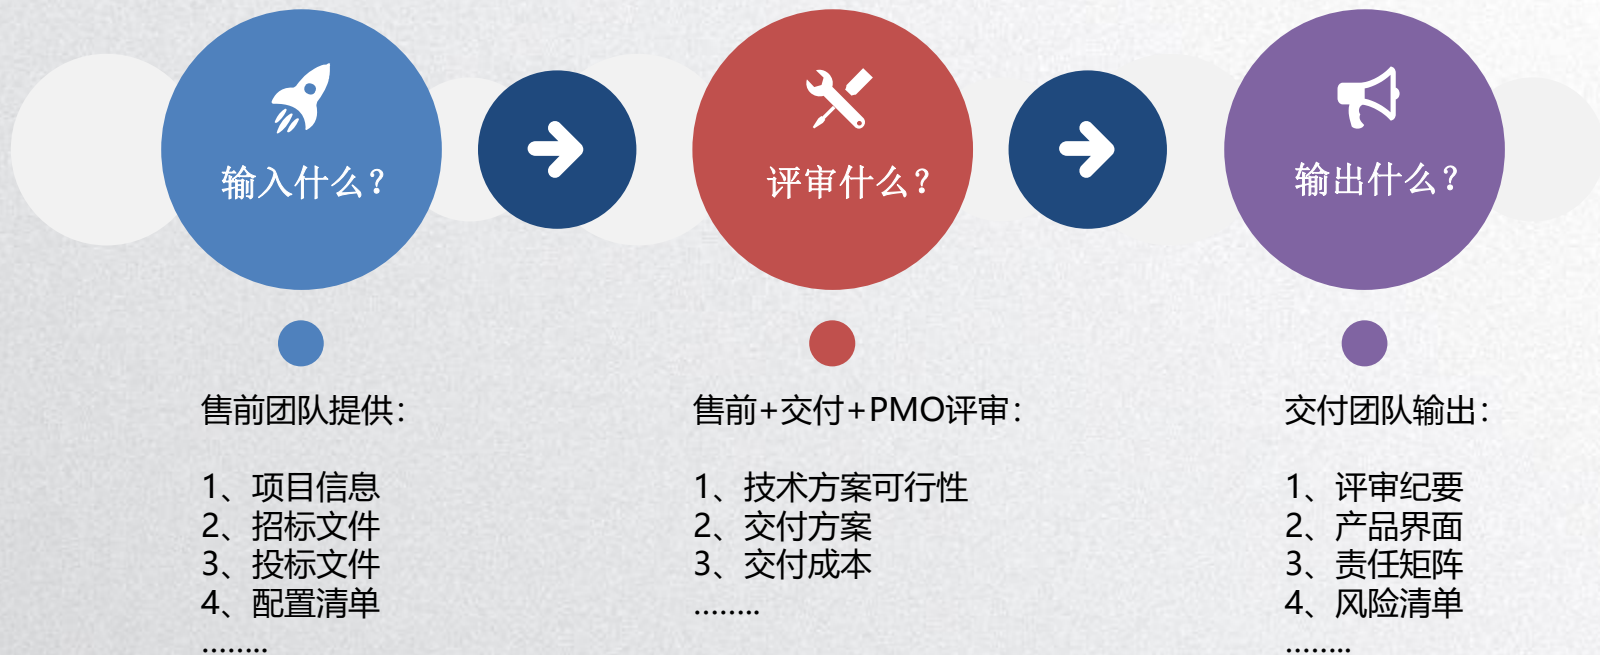 输入什么？
评审什么？
输出什么？
售前团队提供：
1、项目信息
2、招标文件
3、投标文件
4、配置清单
........
售前+交付+PMO评审：
1、技术方案可行性
2、交付方案
3、交付成本
........
交付团队输出：
1、评审纪要
2、产品界面
3、责任矩阵
4、风险清单
........